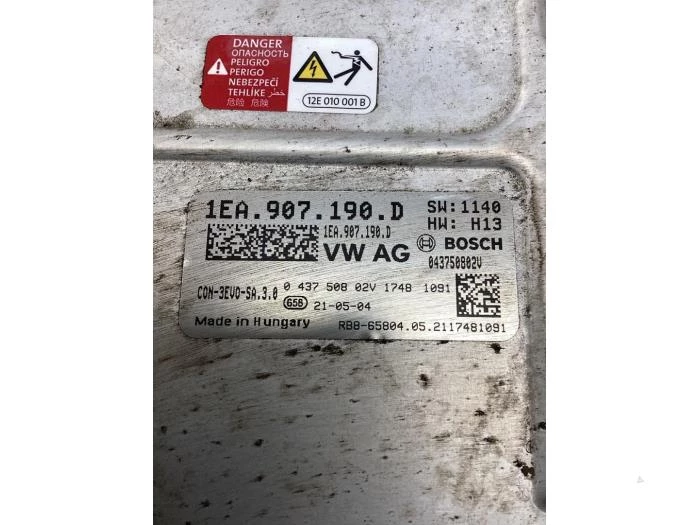 DANGER
ОПАСНОСТЬ
PELIGRO
PERIGO
NEBEZPEČÍ
TEHLİKE خطر
危险 危険
12E 010 001 B
1EA.907.190.D SW:1140
1EA.907.190.D HW: H13
VW AG BOSCH
043750802V
CON-3EVO-SA.3.0 0 437 508 02V 1748 1091
656 21-05-04
Made in Hungary RB8-65804.05.2117481091